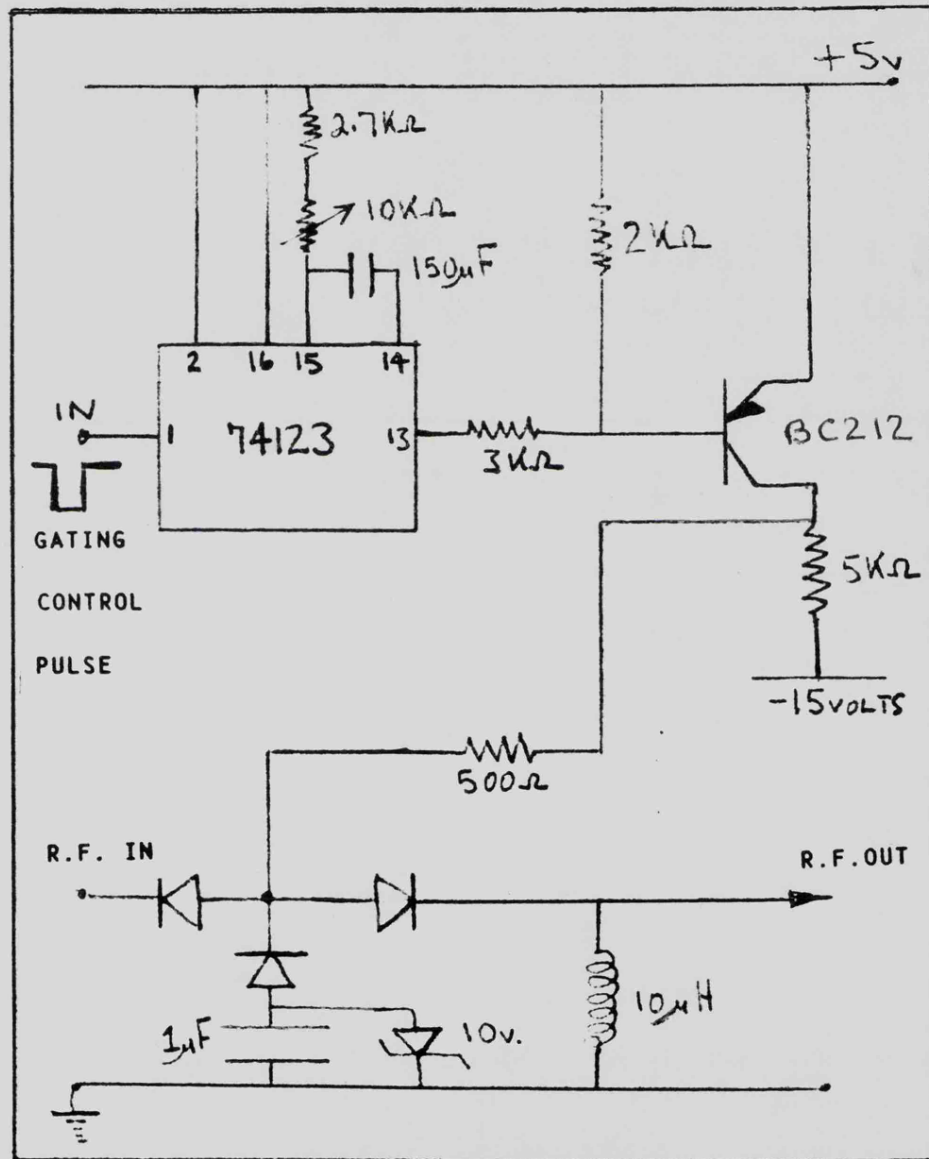 +5v
2.7KΩ
10KΩ
150µF
2KΩ
2 16 15 14
IN
1 74123 13
3KΩ
BC212
GATING
CONTROL
PULSE
5KΩ
-15VOLTS
500Ω
R.F. IN
R.F.OUT
1µF
10v.
10µH